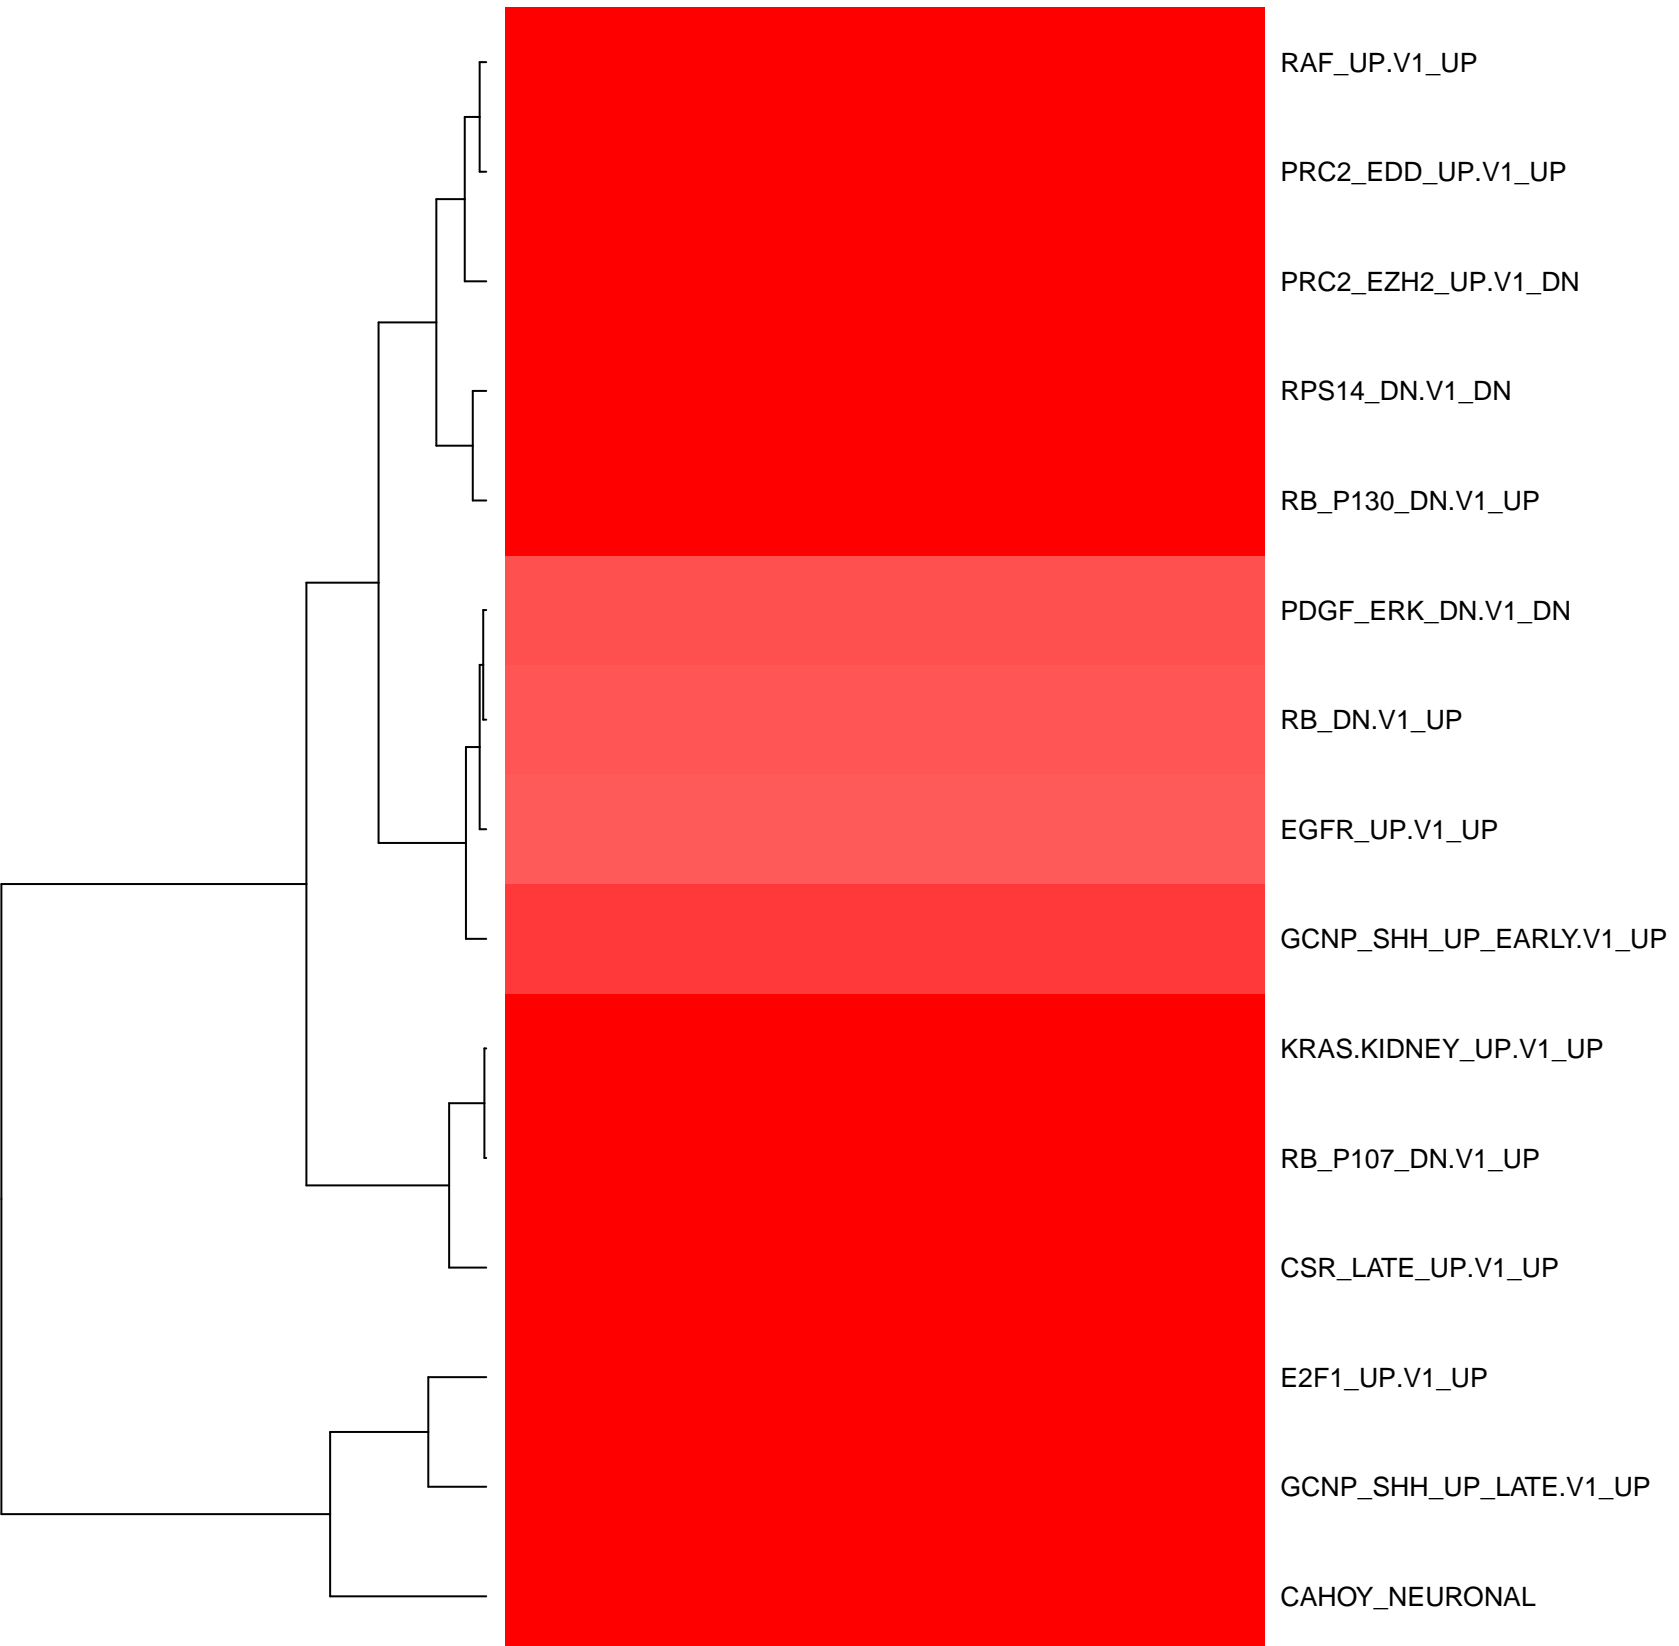 RAF_UP.V1_UP
PRC2_EDD_UP.V1_UP
PRC2_EZH2_UP.V1_DN
RPS14_DN.V1_DN
RB_P130_DN.V1_UP
PDGF_ERK_DN.V1_DN
RB_DN.V1_UP
EGFR_UP.V1_UP
GCNP_SHH_UP_EARLY.V1_UP
KRAS.KIDNEY_UP.V1_UP
RB_P107_DN.V1_UP
CSR_LATE_UP.V1_UP
E2F1_UP.V1_UP
GCNP_SHH_UP_LATE.V1_UP
CAHOY_NEURONAL